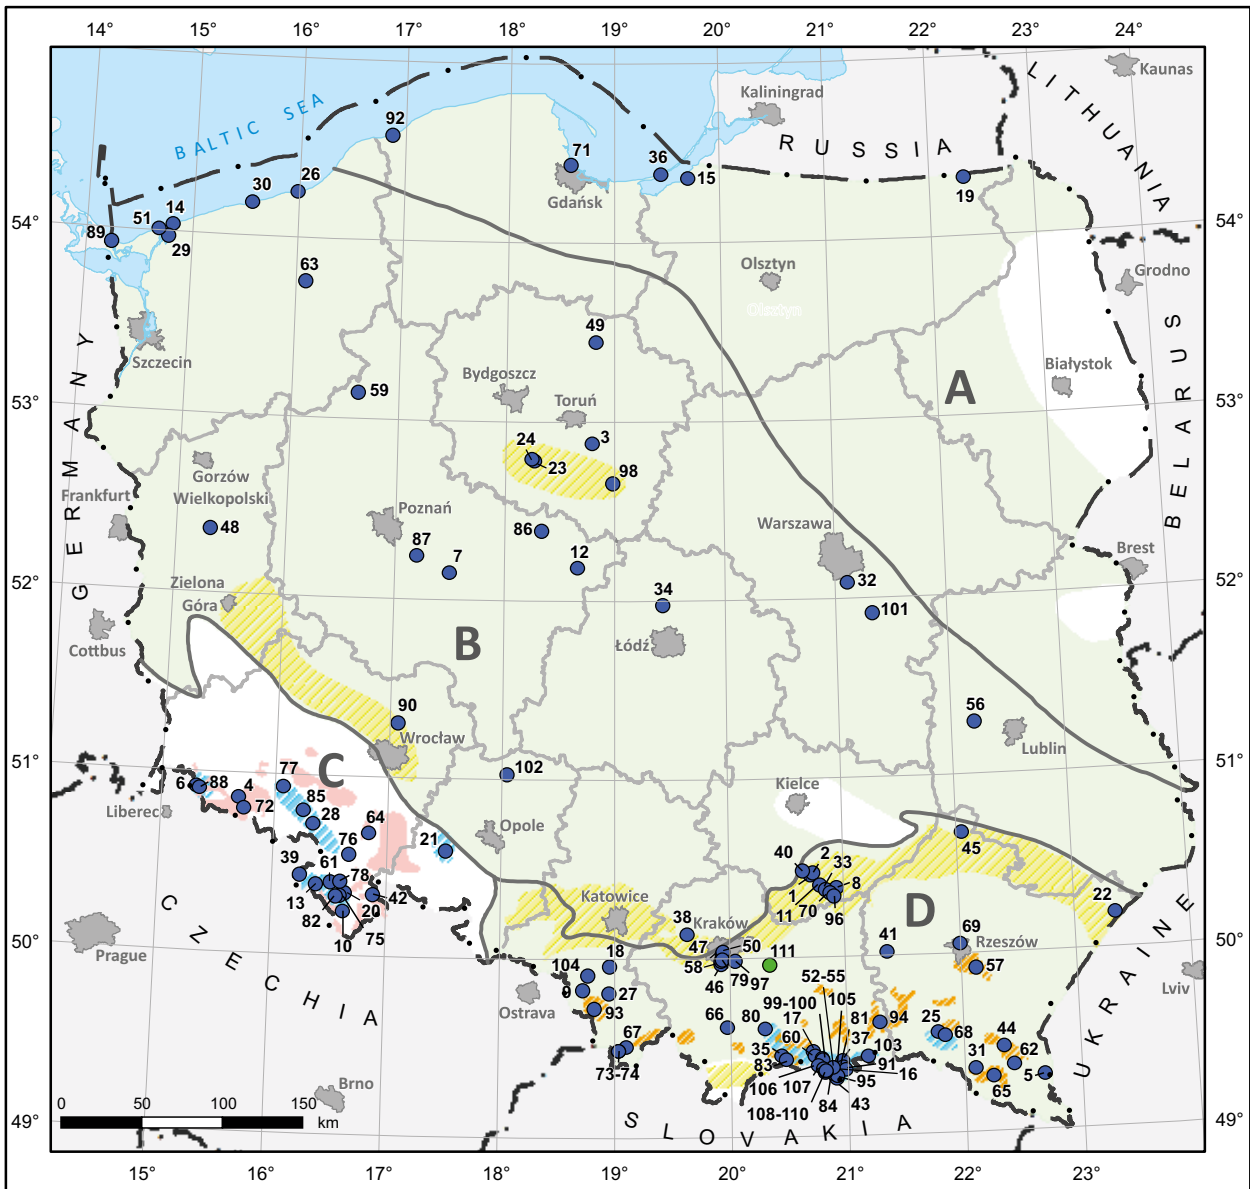 14° 15° 16° 17° 18° 19° 20° 21° 22° 23° 24°
LITHUANIA
Kaunas
Kaliningrad
BALTIC SEA
92
RUSSIA
71
36
15
19
Gdańsk
26
30
54°
51
14
54°
89
29
Olsztyn
Olsztyn
Grodno
63
GERMANY
BELARUS
49
Szczecin
Białystok
Bydgoszcz
A
59
Toruń
53°
53°
24
3
23
98
Gorzów
Wielkopolski
Frankfurt
48
Poznań
86
Warszawa
87
7
12
Brest
32
52°
52°
Zielona
Góra
34
101
Cottbus
B
Łódź
90
56
Wrocław
Lublin
51°
51°
102
C
77
6
88
4
85
Kielce
Liberec
72
28
64
Opole
21
76
45
40
2
33
39
61
78
1
8
13
42
11
70
96
22
Katowice
D
82
20
75
10
38
Kraków
50°
50°
CZECHIA
Prague
47
50
111
41
69
Rzeszów
58
46
79
97
57
18
104
52-55
Lviv
9
27
99-100
105
Ostrava
93
66
80
17
81
94
25
68
44
UKRAINE
67
35
60
37
103
62
73-74
83
91
31
5
106
107
95
16
65
Brno
108-110
84
43
49°
49°
0 50 100 150
km
SLOVAKIA
15° 16° 17° 18° 19° 20° 21° 22° 23°